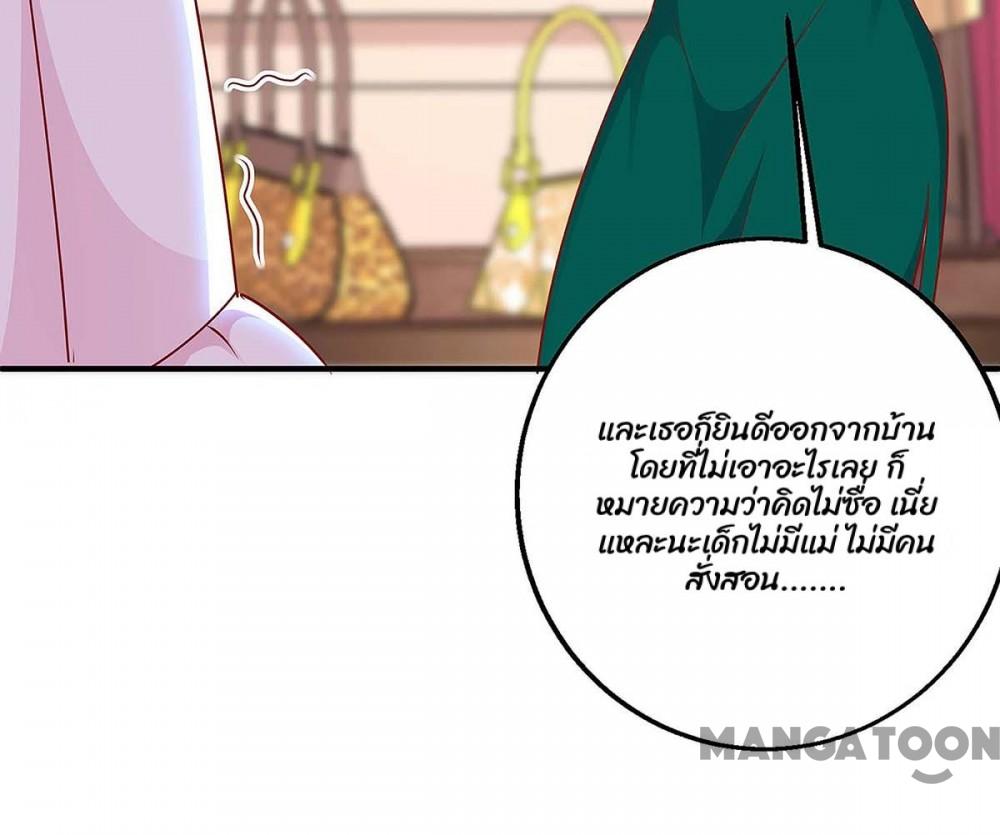 และเธอก็ยินดีออกจากบ้าน
โดยที่ไม่เอาอะไรเลย ก็
หมายความว่าคิดไม่ซื่อ เนี่ย
แหละนะเด็กไม่มีแม่ ไม่มีคน
สั่งสอน.......
MANGATOON